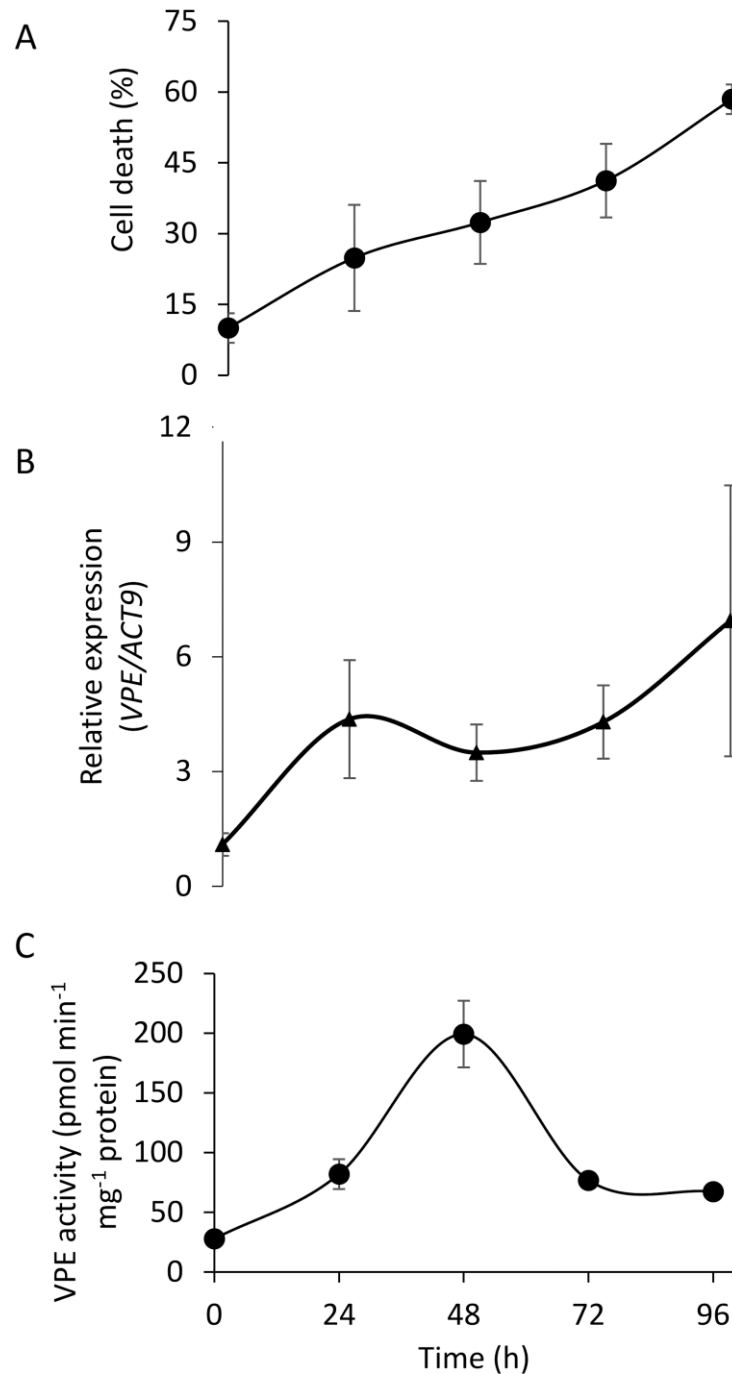 A
Cell death (%)
75
60
45
30
15
0
B
Relative expression
(VPE/ACT9)
12
9
6
3
0
C
VPE activity (pmol min⁻¹
mg⁻¹ protein)
250
200
150
100
50
0
0 24 48 72 96
Time (h)